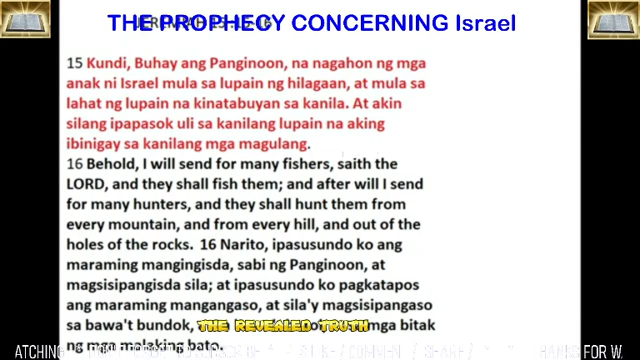 THE PROPHECY CONCERNING Israel
15 Kundi, Buhay ang Panginoon, na nagahon ng mga
anak ni Israel mula sa lupain ng hilagaan, at mula sa
lahat ng lupain na kinatabuyan sa kanila. At akin
silang ipapasok uli sa kanilang lupain na aking
ibinigay sa kanilang mga magulang.
16 Behold, I will send for many fishers, saith the
LORD, and they shall fish them; and after will I send
for many hunters, and they shall hunt them from
every mountain, and from every hill, and out of the
holes of the rocks. 16 Narito, ipasusundo ko ang
maraming mangingisda, sabi ng Panginoon, at
magsisipangisda sila; at ipasusundo ko pagkatapos
ang maraming mangangaso, at sila'y magsisipangaso
sa bawa't bundok, mga bitak
THE REVEALED TRUTH
ng mga malaking bato.